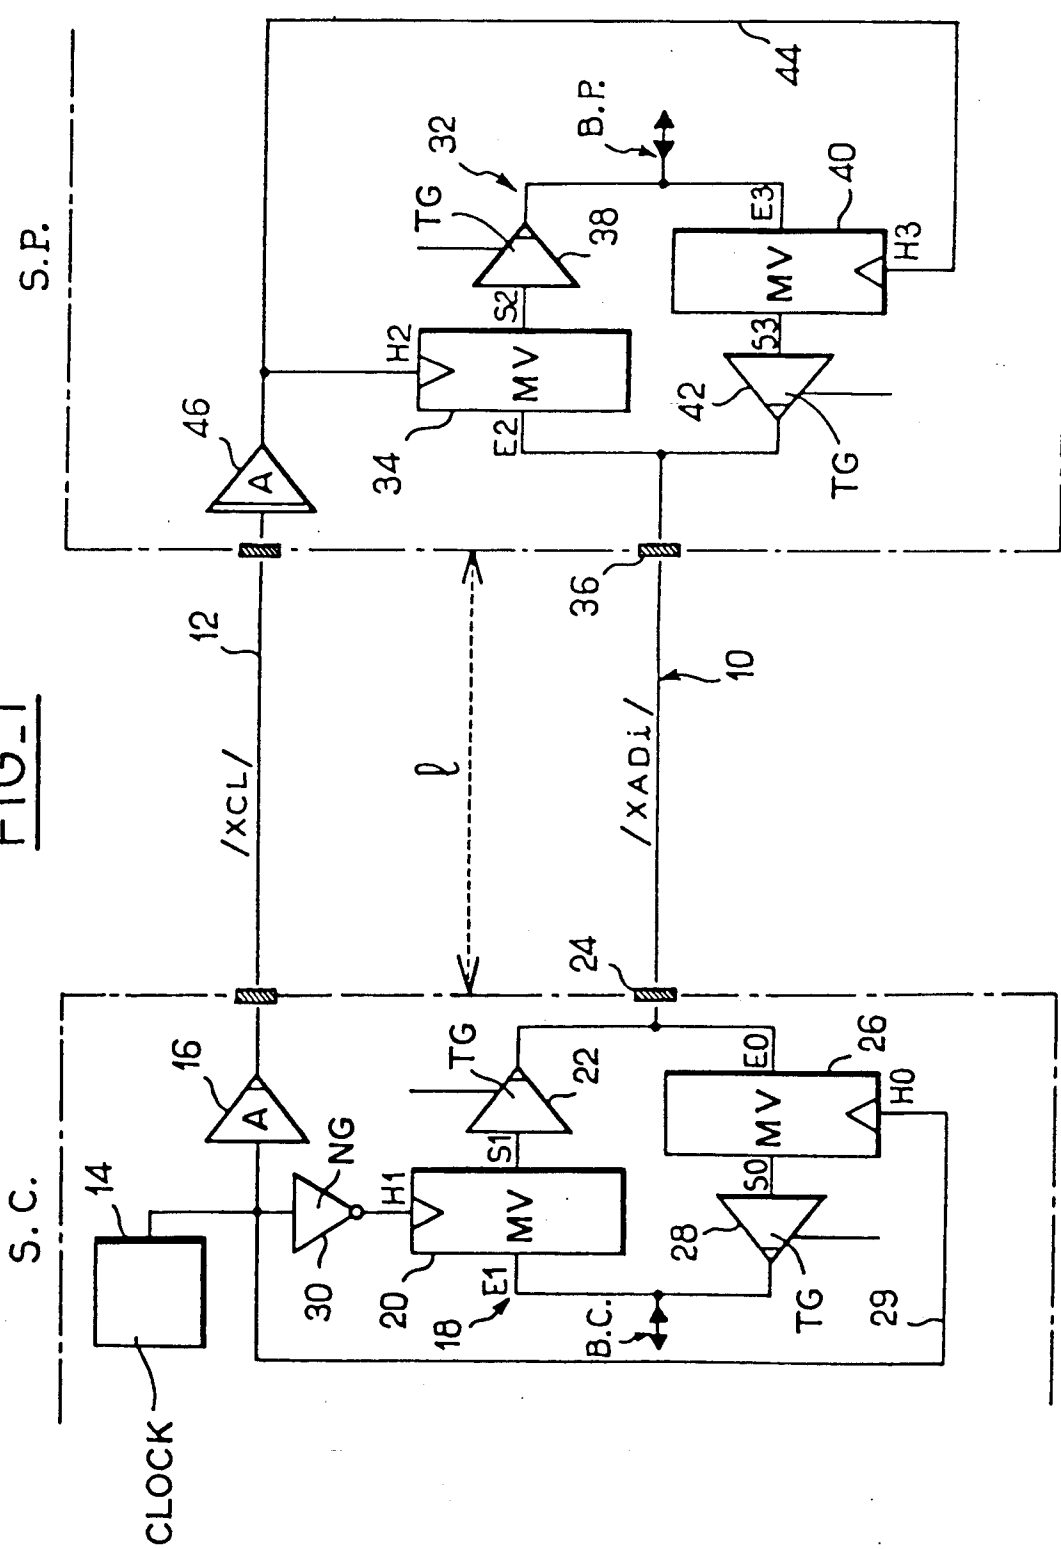 FIG_1
S.C.
S.P.
CLOCK
14
16
A
/XCL/
12
46
A
44
30
NG
H1
20
MV
E1
S1
18
TG
22
B.C.
28
TG
S0
MV
E0
26
H0
29
24
ℓ
/XADi/
10
36
34
H2
MV
E2
S2
TG
32
38
B.P.
42
TG
S3
MV
E3
40
H3